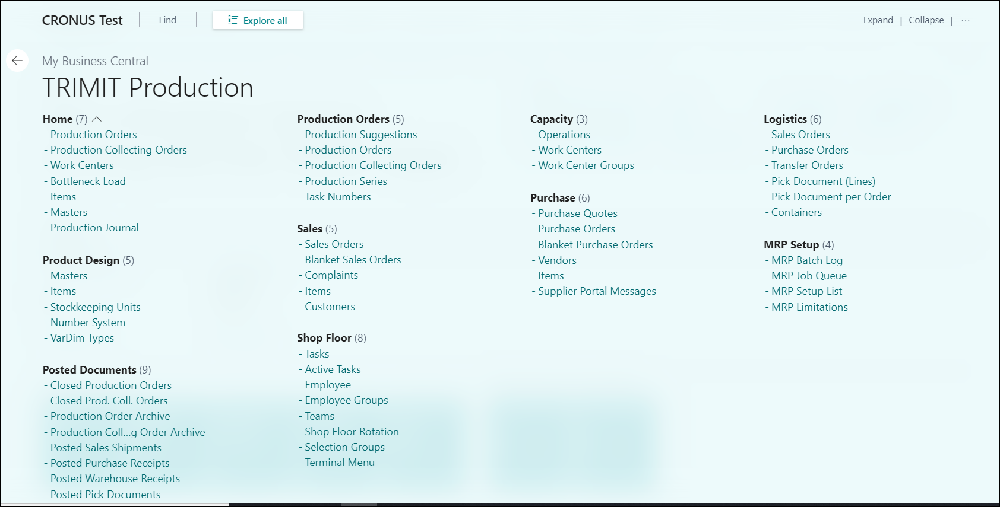 CRONUS Test | Find | Explore all
Expand | Collapse | ···
My Business Central
TRIMIT Production
Home (7)
- Production Orders
- Production Collecting Orders
- Work Centers
- Bottleneck Load
- Items
- Masters
- Production Journal
Product Design (5)
- Masters
- Items
- Stockkeeping Units
- Number System
- VarDim Types
Posted Documents (9)
- Closed Production Orders
- Closed Prod. Coll. Orders
- Production Order Archive
- Production Coll...g Order Archive
- Posted Sales Shipments
- Posted Purchase Receipts
- Posted Warehouse Receipts
- Posted Pick Documents
Production Orders (5)
- Production Suggestions
- Production Orders
- Production Collecting Orders
- Production Series
- Task Numbers
Sales (5)
- Sales Orders
- Blanket Sales Orders
- Complaints
- Items
- Customers
Shop Floor (8)
- Tasks
- Active Tasks
- Employee
- Employee Groups
- Teams
- Shop Floor Rotation
- Selection Groups
- Terminal Menu
Capacity (3)
- Operations
- Work Centers
- Work Center Groups
Purchase (6)
- Purchase Quotes
- Purchase Orders
- Blanket Purchase Orders
- Vendors
- Items
- Supplier Portal Messages
Logistics (6)
- Sales Orders
- Purchase Orders
- Transfer Orders
- Pick Document (Lines)
- Pick Document per Order
- Containers
MRP Setup (4)
- MRP Batch Log
- MRP Job Queue
- MRP Setup List
- MRP Limitations